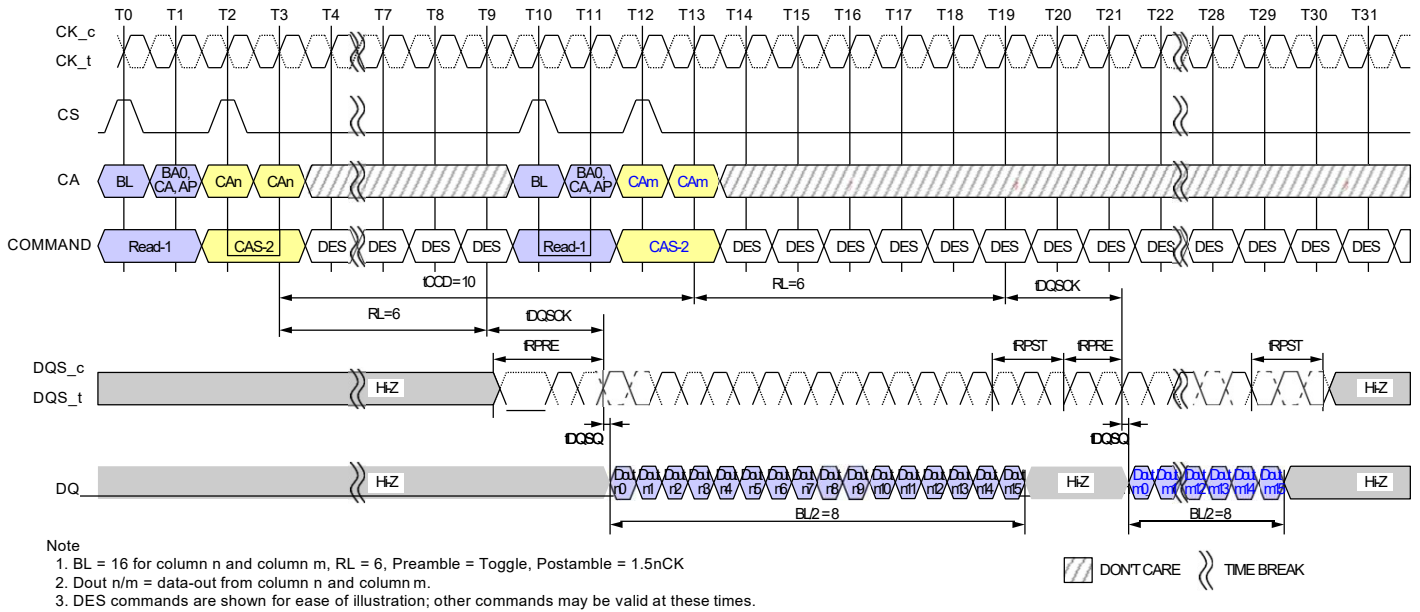 T0 T1 T2 T3 T4 T7 T8 T9 T10 T11 T12 T13 T14 T15 T16 T17 T18 T19 T20 T21 T22 T28 T29 T30 T31
CK_c
CK_t
CS
CA BL BA0, CA, AP CAn CAn BL BA0, CA, AP CAm CAm
COMMAND Read-1 CAS-2 DES DES DES DES Read-1 CAS-2 DES DES DES DES DES DES DES DES DES DES DES DES DES
tCCD = 10 RL=6 tDQSCK
RL=6 tDQSCK
tRPRE tRPST tRPRE tRPST
DQS_c
DQS_t Hi-Z Hi-Z
tDQSQ tDQSQ
DQ Hi-Z Dout n0 Dout n1 Dout n2 Dout n3 Dout n4 Dout n5 Dout n6 Dout n7 Dout n8 Dout n9 Dout n10 Dout n11 Dout n12 Dout n13 Dout n14 Dout n15 Hi-Z Dout m0 Dout m1 Dout m12 Dout m13 Dout m14 Dout m15 Hi-Z
BL/2 = 8 BL/2 = 8
Note
1. BL = 16 for column n and column m, RL = 6, Preamble = Toggle, Postamble = 1.5nCK
2. Dout n/m = data-out from column n and column m.
3. DES commands are shown for ease of illustration; other commands may be valid at these times.
DON'T CARE TIME BREAK